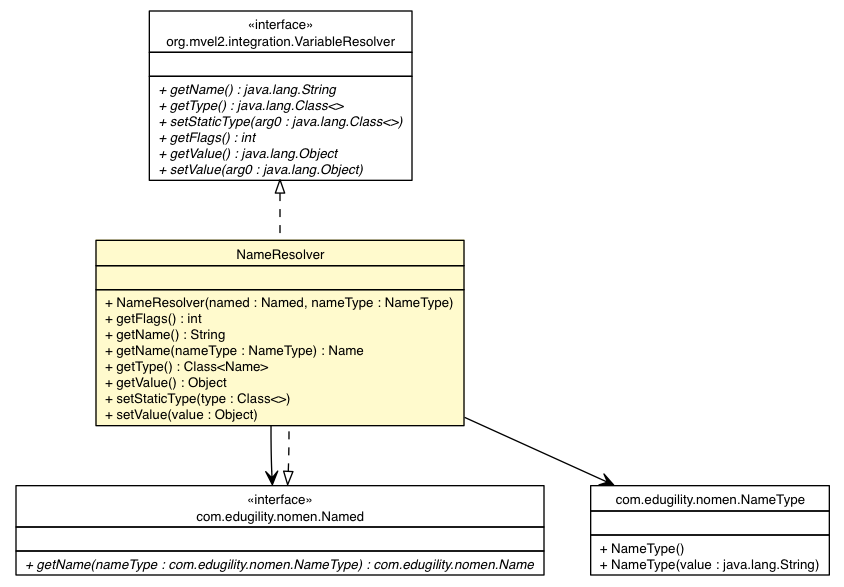 «interface»
org.mvel2.integration.VariableResolver
+ getName() : java.lang.String
+ getType() : java.lang.Class<>
+ setStaticType(arg0 : java.lang.Class<>)
+ getFlags() : int
+ getValue() : java.lang.Object
+ setValue(arg0 : java.lang.Object)
NameResolver
+ NameResolver(named : Named, nameType : NameType)
+ getFlags() : int
+ getName() : String
+ getName(nameType : NameType) : Name
+ getType() : Class<Name>
+ getValue() : Object
+ setStaticType(type : Class<>)
+ setValue(value : Object)
«interface»
com.edugility.nomen.Named
+ getName(nameType : com.edugility.nomen.NameType) : com.edugility.nomen.Name
com.edugility.nomen.NameType
+ NameType()
+ NameType(value : java.lang.String)